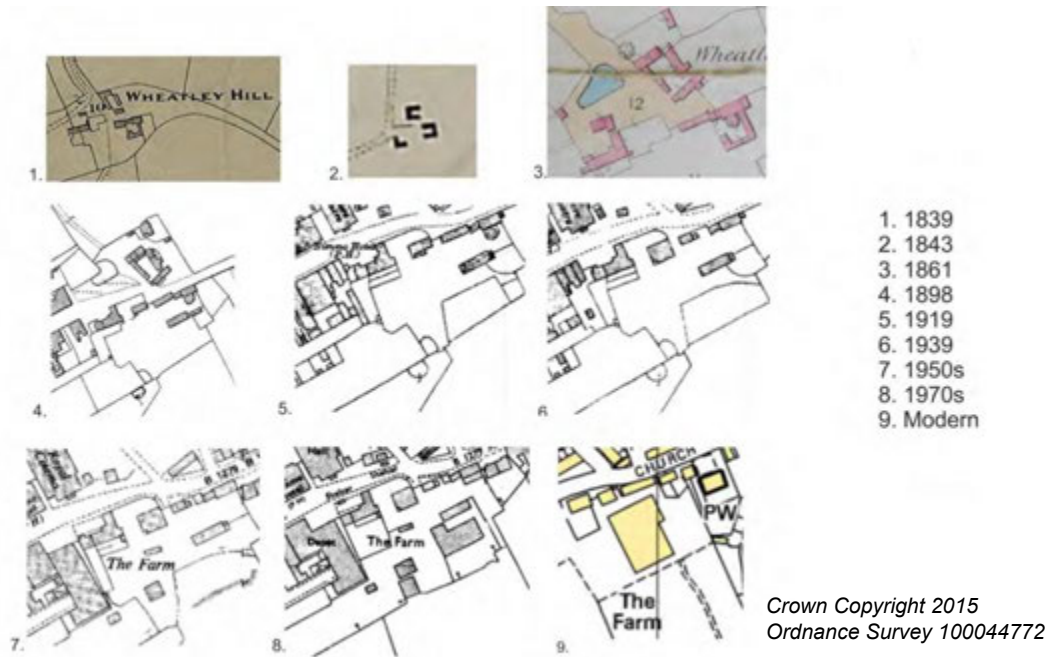 WHEATLEY HILL
1.
2.
Wheatl
12
3.
4.
5.
6.
The Farm
7.
Hall
Depot
The Farm
8.
CHURCH
PW
The
Farm
9.
1. 1839
2. 1843
3. 1861
4. 1898
5. 1919
6. 1939
7. 1950s
8. 1970s
9. Modern
Crown Copyright 2015
Ordnance Survey 100044772